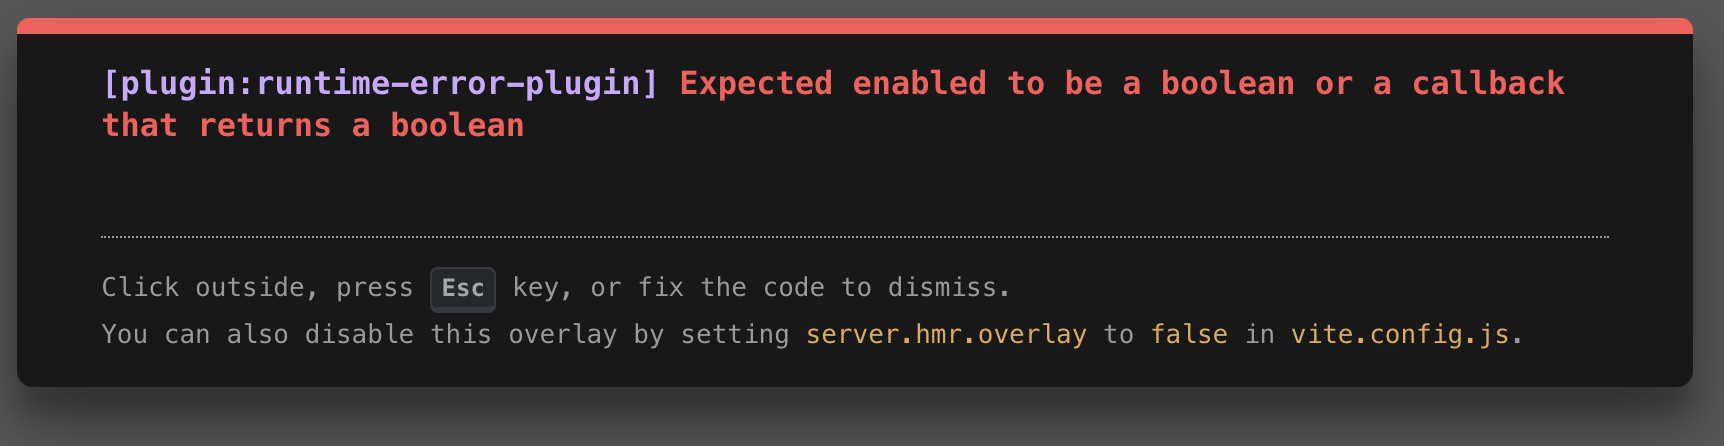 [plugin:runtime-error-plugin] Expected enabled to be a boolean or a callback
that returns a boolean
Click outside, press Esc key, or fix the code to dismiss.
You can also disable this overlay by setting server.hmr.overlay to false in vite.config.js.